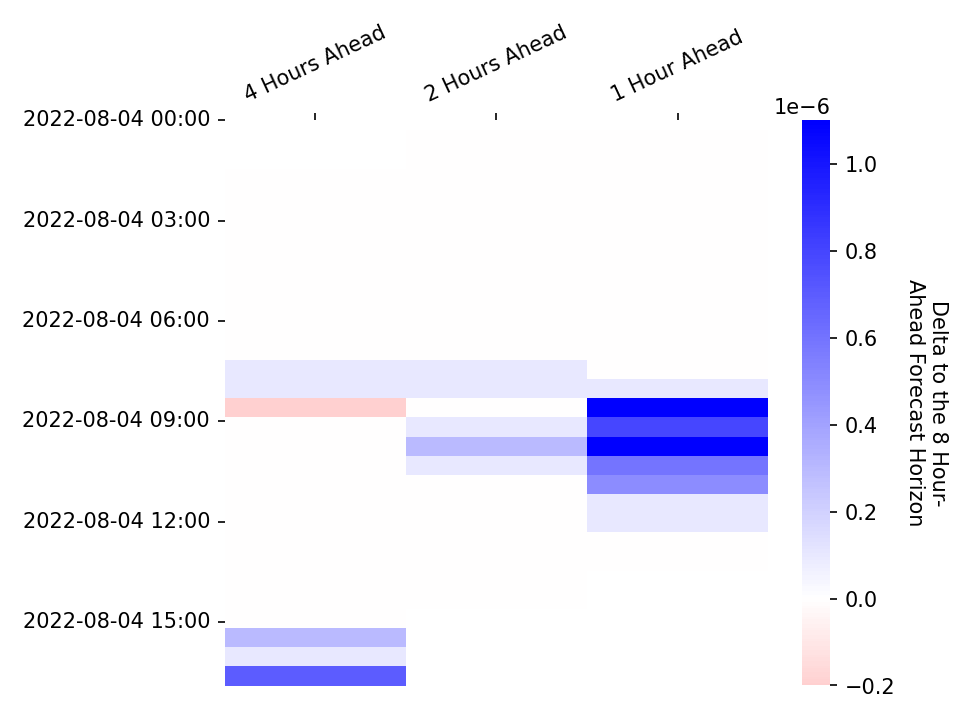 4 Hours Ahead
2 Hours Ahead
1 Hour Ahead
1e−6
2022-08-04 00:00
2022-08-04 03:00
2022-08-04 06:00
2022-08-04 09:00
2022-08-04 12:00
2022-08-04 15:00
1.0
0.8
0.6
0.4
0.2
0.0
−0.2
Delta to the 8 Hour-
Ahead Forecast Horizon